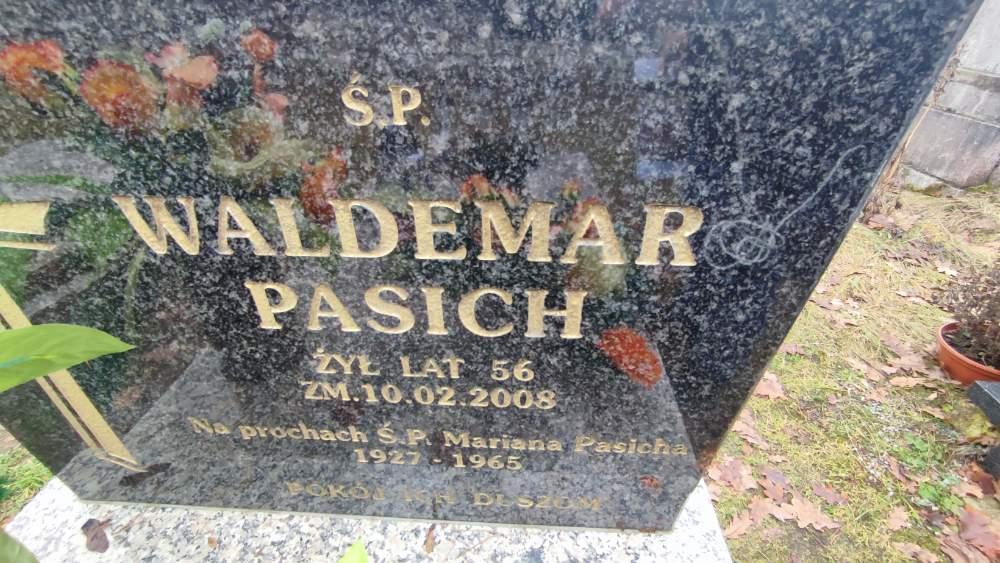 Ś.P.
WALDEMAR
PASICH
ŻYŁ LAT 56
ZM.10.02.2008
Na prochach Ś.P. Mariana Pasicha
1927 - 1965
POKÓJ ICH DUSZOM